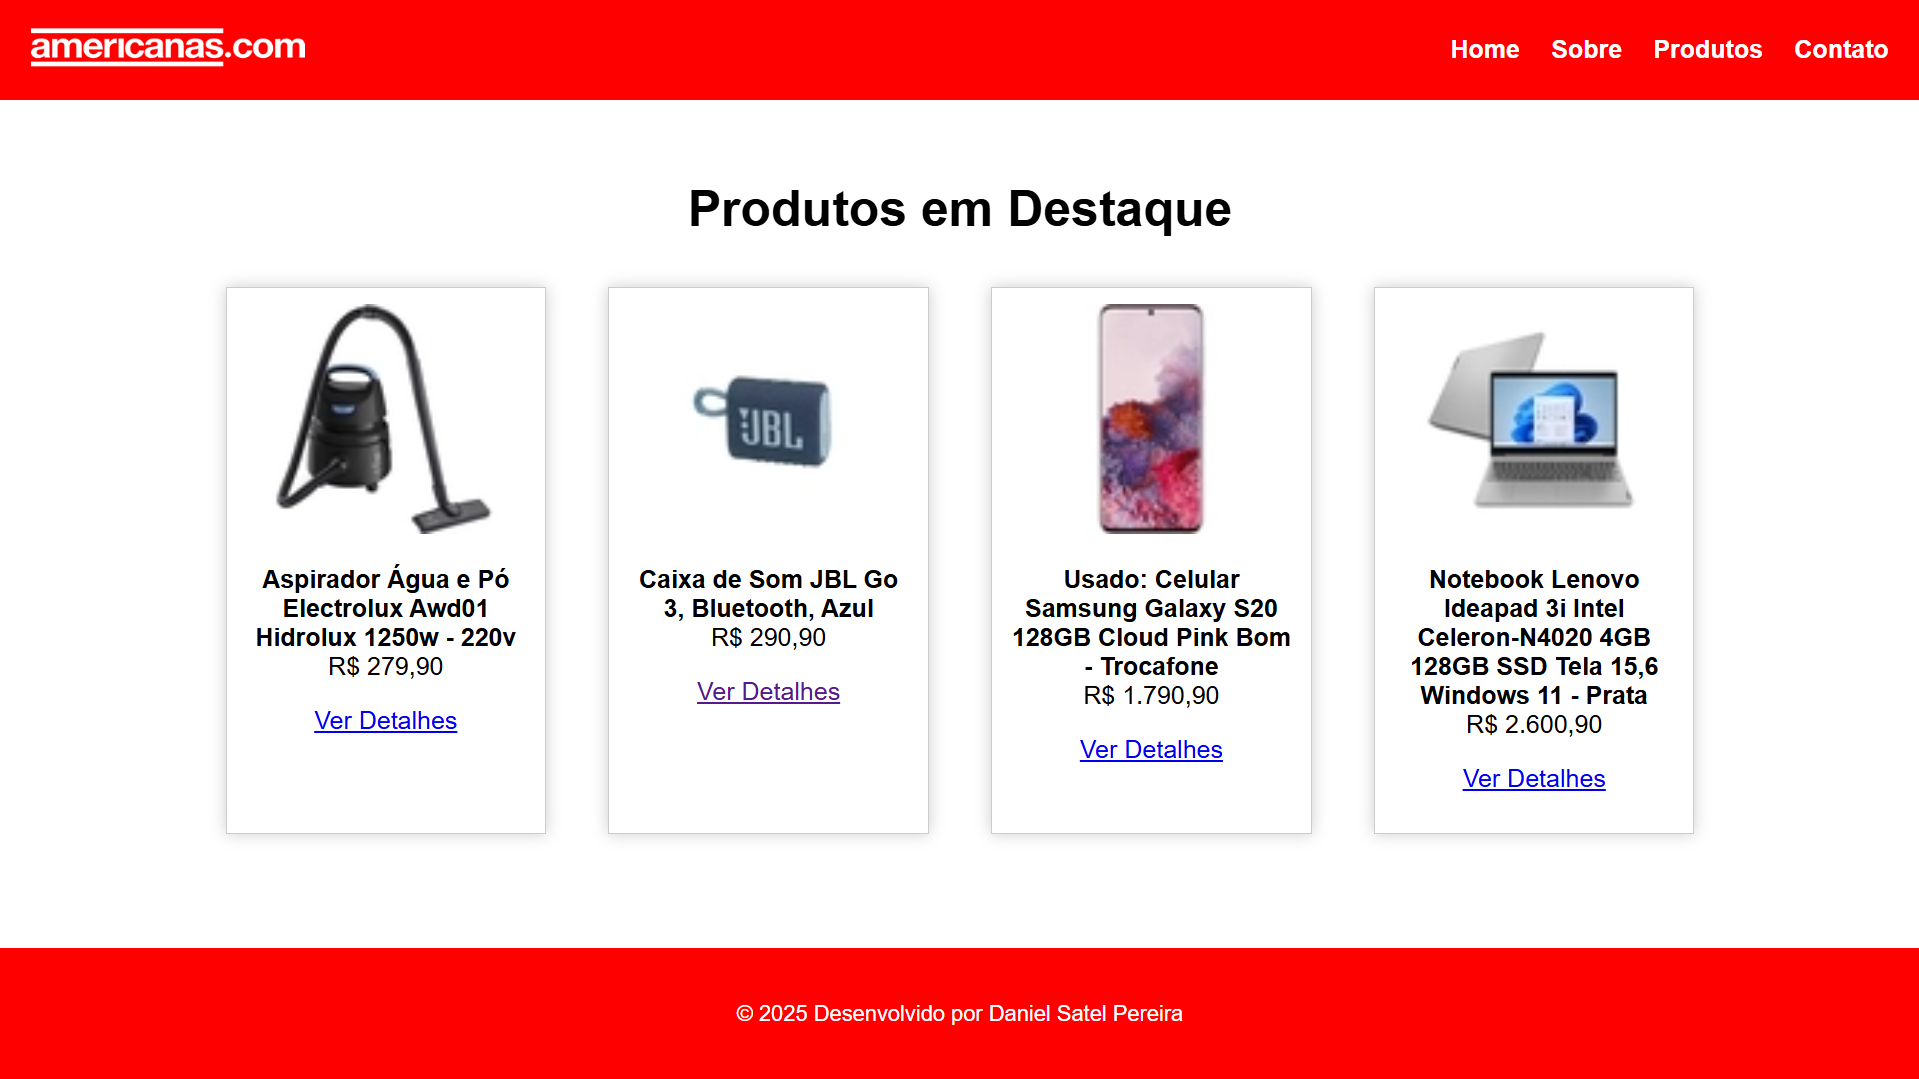 americanas.com
Home Sobre Produtos Contato
Produtos em Destaque
JBL
Aspirador Água e Pó
Electrolux Awd01
Hidrolux 1250w - 220v
R$ 279,90
Ver Detalhes
Caixa de Som JBL Go
3, Bluetooth, Azul
R$ 290,90
Ver Detalhes
Usado: Celular
Samsung Galaxy S20
128GB Cloud Pink Bom
- Trocafone
R$ 1.790,90
Ver Detalhes
Notebook Lenovo
Ideapad 3i Intel
Celeron-N4020 4GB
128GB SSD Tela 15,6
Windows 11 - Prata
R$ 2.600,90
Ver Detalhes
© 2025 Desenvolvido por Daniel Satel Pereira